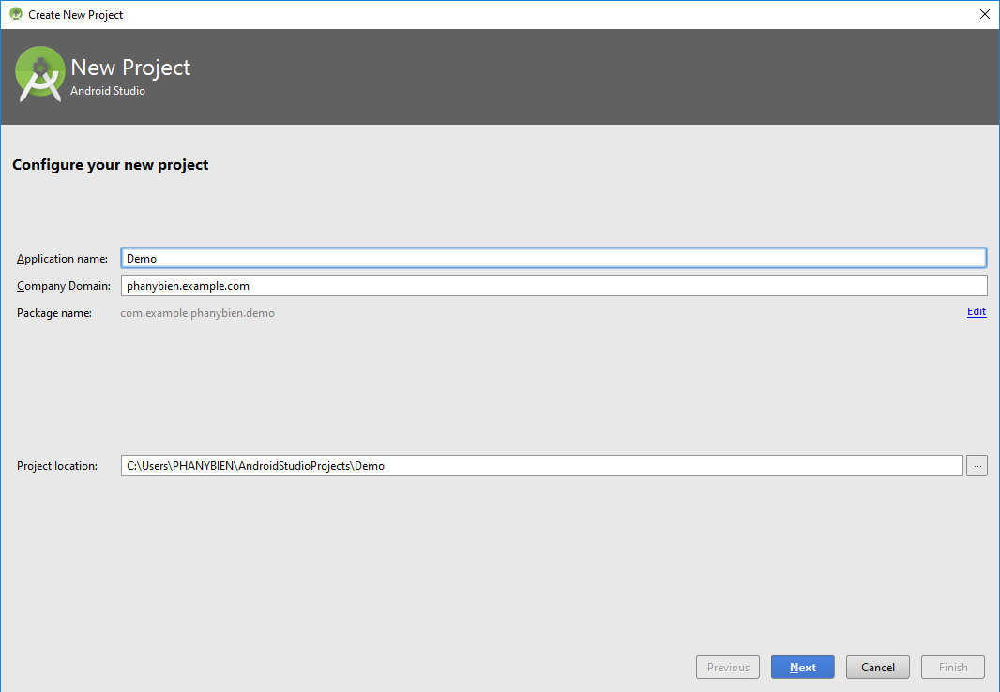 Create New Project
New Project
Android Studio
Configure your new project
Application name: Demo
Company Domain: phanybien.example.com
Package name: com.example.phanybien.demo Edit
Project location: C:\Users\PHANYBIEN\AndroidStudioProjects\Demo ...
Previous Next Cancel Finish